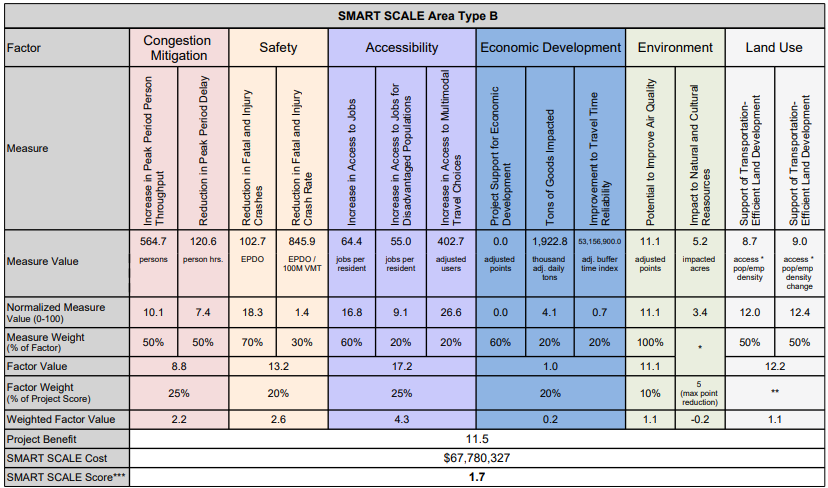 SMART SCALE Area Type B
Factor
Congestion
Mitigation
Safety
Accessibility
Economic Development
Environment
Land Use
Measure
Increase in Peak Period Person
Throughput
Reduction in Peak Period Delay
Reduction in Fatal and Injury
Crashes
Reduction in Fatal and Injury
Crash Rate
Increase in Access to Jobs
Increase in Access to Jobs for
Disadvantaged Populations
Increase in Access to Multimodal
Travel Choices
Project Support for Economic
Development
Tons of Goods Impacted
Improvement to Travel Time
Reliability
Potential to Improve Air Quality
Impact to Natural and Cultural
Reasources
Support of Transportation-
Efficient Land Development
Support of Transportation-
Efficient Land Development
Measure Value
564.7
persons
120.6
person hrs.
102.7
EPDO
845.9
EPDO /
100M VMT
64.4
jobs per
resident
55.0
jobs per
resident
402.7
adjusted
users
0.0
adjusted
points
1,922.8
thousand
adj. daily
tons
53,156,900.0
adj. buffer
time index
11.1
adjusted
points
5.2
impacted
acres
8.7
access *
pop/emp
density
9.0
access *
pop/emp
density
change
Normalized Measure
Value (0-100)
10.1 7.4 18.3 1.4 16.8 9.1 26.6 0.0 4.1 0.7 11.1 3.4 12.0 12.4
Measure Weight
(% of Factor)
50% 50% 70% 30% 60% 20% 20% 60% 20% 20% 100% * 50% 50%
Factor Value 8.8 13.2 17.2 1.0 11.1 12.2
Factor Weight
(% of Project Score)
25% 20% 25% 20% 10%
5
(max point
reduction)
**
Weighted Factor Value 2.2 2.6 4.3 0.2 1.1 -0.2 1.1
Project Benefit 11.5
SMART SCALE Cost $67,780,327
SMART SCALE Score*** 1.7